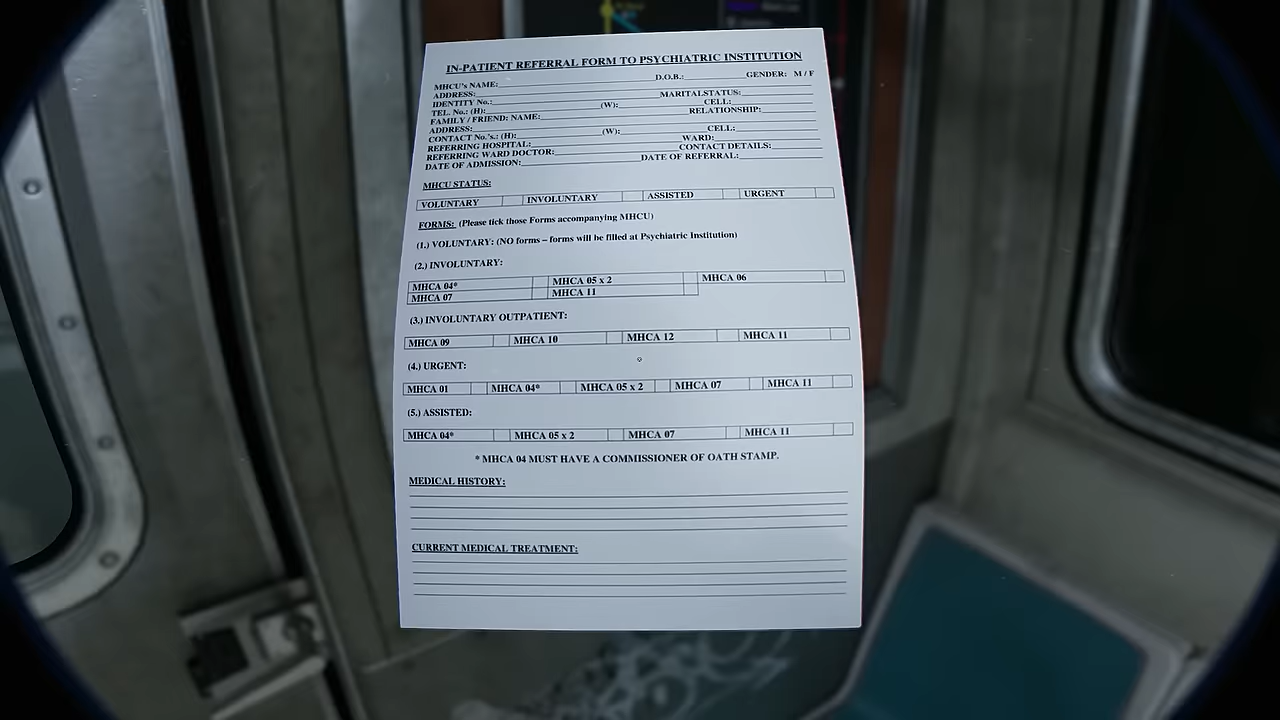 IN-PATIENT REFERRAL FORM TO PSYCHIATRIC INSTITUTION
MHCU's NAME: D.O.B.: GENDER: M / F
ADDRESS:
IDENTITY No.: MARITALSTATUS:
TEL. No.: (H): (W): CELL:
FAMILY / FRIEND: NAME: RELATIONSHIP:
ADDRESS:
CONTACT No.'s.: (H): (W): CELL:
REFERRING HOSPITAL: WARD:
REFERRING WARD DOCTOR: CONTACT DETAILS:
DATE OF ADMISSION: DATE OF REFERRAL:
MHCU STATUS:
VOLUNTARY INVOLUNTARY ASSISTED URGENT
FORMS: (Please tick those Forms accompanying MHCU)
(1.) VOLUNTARY: (NO forms – forms will be filled at Psychiatric Institution)
(2.) INVOLUNTARY:
MHCA 04* MHCA 05 x 2 MHCA 06
MHCA 07 MHCA 11
(3.) INVOLUNTARY OUTPATIENT:
MHCA 09 MHCA 10 MHCA 12 MHCA 11
(4.) URGENT:
MHCA 01 MHCA 04* MHCA 05 x 2 MHCA 07 MHCA 11
(5.) ASSISTED:
MHCA 04* MHCA 05 x 2 MHCA 07 MHCA 11
* MHCA 04 MUST HAVE A COMMISSIONER OF OATH STAMP.
MEDICAL HISTORY:
CURRENT MEDICAL TREATMENT: